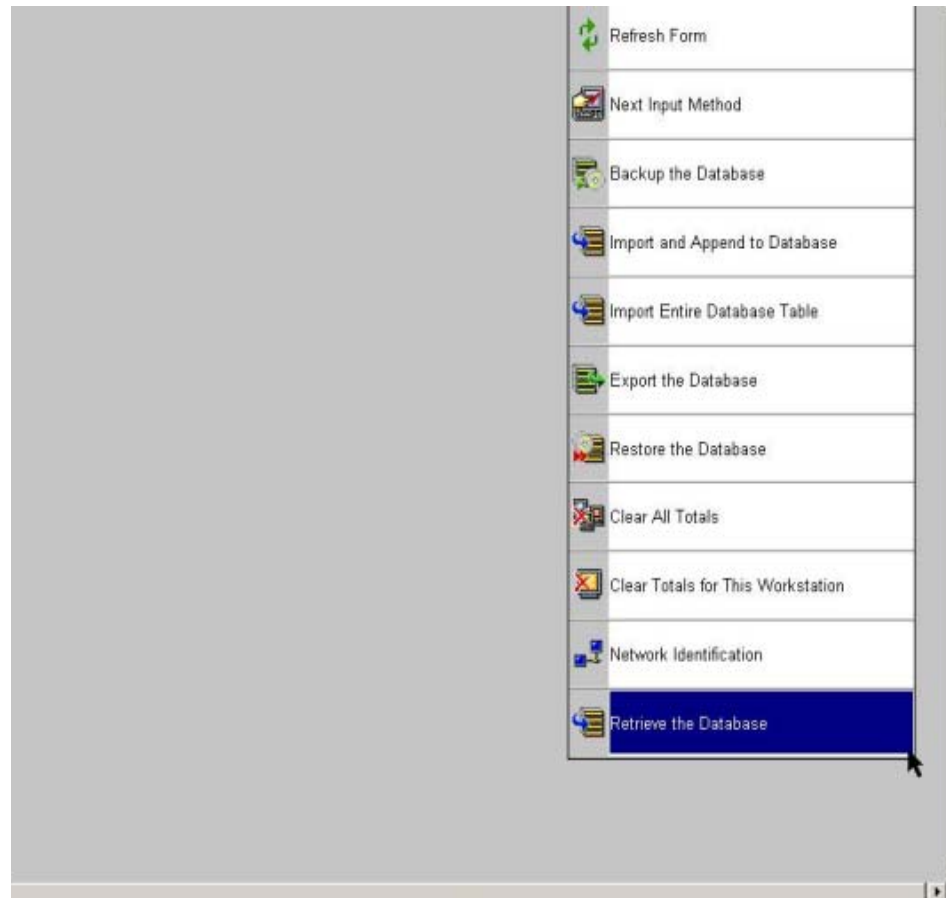 Refresh Form
Next Input Method
Backup the Database
Import and Append to Database
Import Entire Database Table
Export the Database
Restore the Database
Clear All Totals
Clear Totals for This Workstation
Network Identification
Retrieve the Database